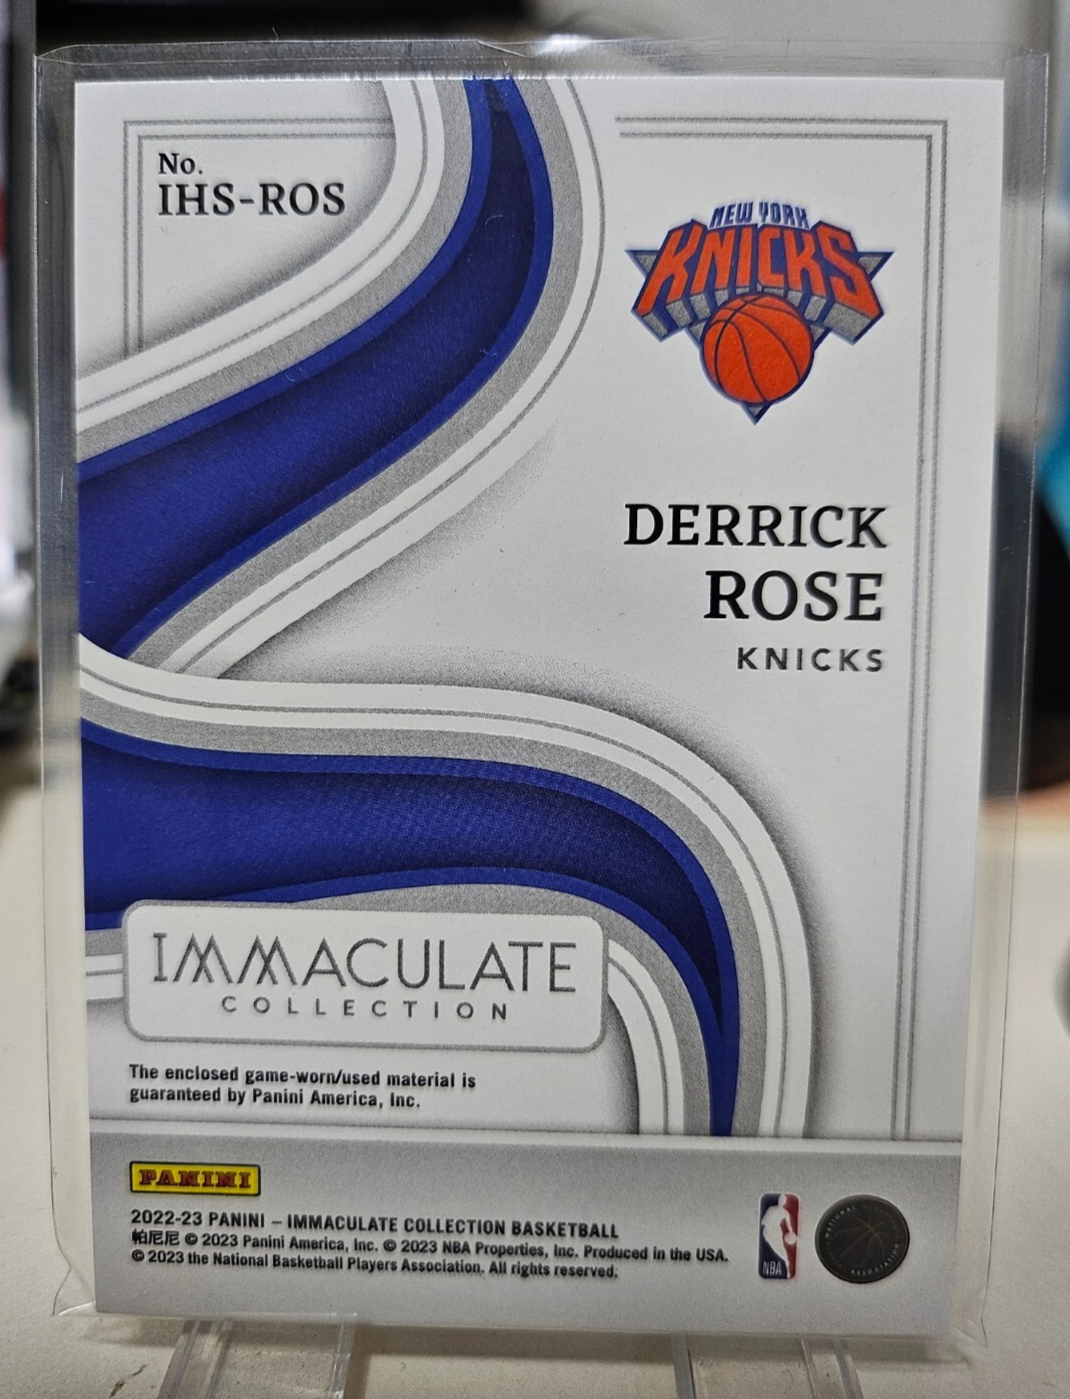 No.
IHS-ROS
NEW YORK
KNICKS
DERRICK
ROSE
KNICKS
IMMACULATE
COLLECTION
The enclosed game-worn/used material is
guaranteed by Panini America, Inc.
PANINI
2022-23 PANINI – IMMACULATE COLLECTION BASKETBALL
帕尼尼 © 2023 Panini America, Inc. © 2023 NBA Properties, Inc. Produced in the USA.
© 2023 the National Basketball Players Association. All rights reserved.
NBA
NATIONAL
ASSOCIATION